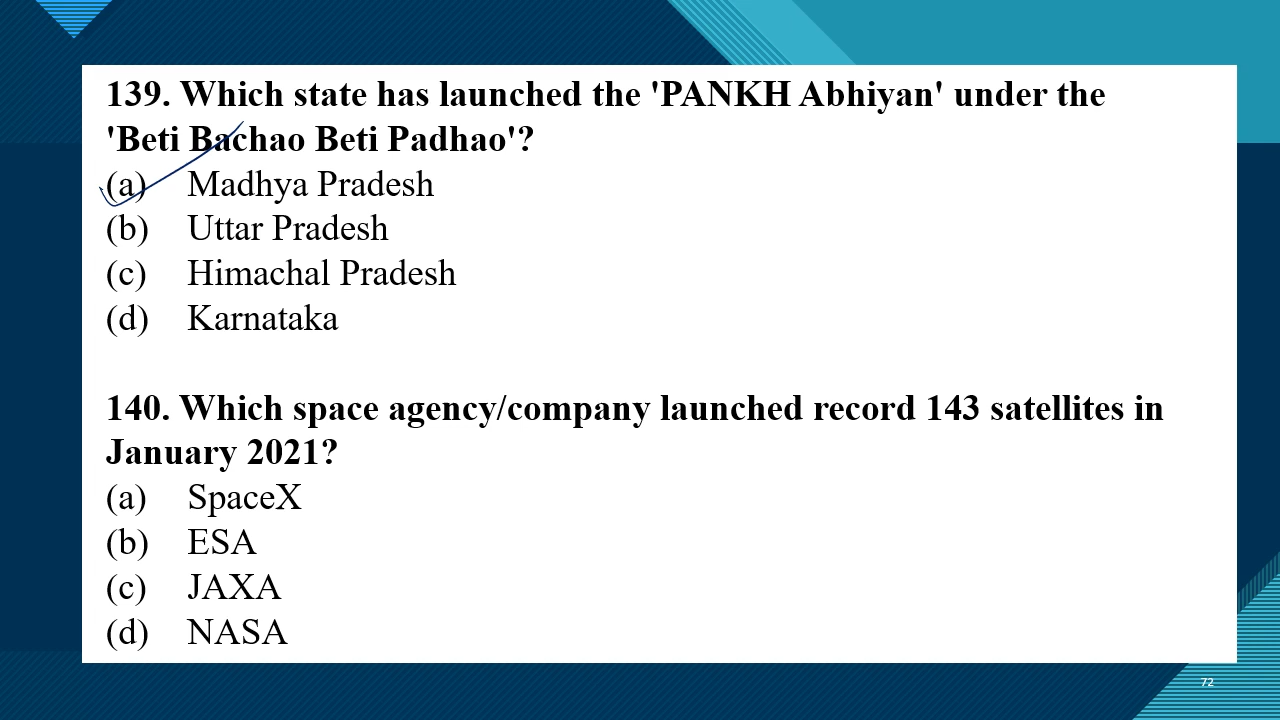 139. Which state has launched the 'PANKH Abhiyan' under the
'Beti Bachao Beti Padhao'?
(a) Madhya Pradesh
(b) Uttar Pradesh
(c) Himachal Pradesh
(d) Karnataka
140. Which space agency/company launched record 143 satellites in
January 2021?
(a) SpaceX
(b) ESA
(c) JAXA
(d) NASA
72